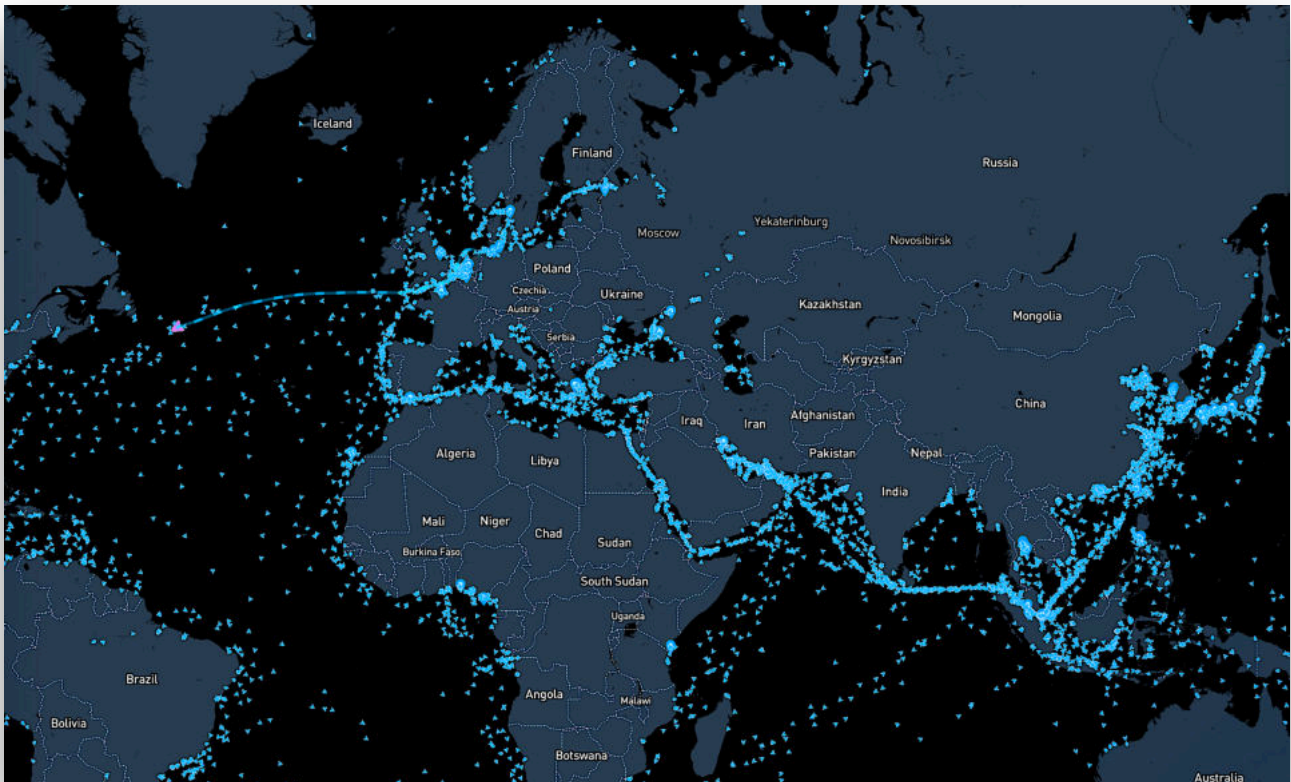 Iceland
Finland
Russia
Moscow
Yekaterinburg
Novosibirsk
Poland
Czechia
Austria
Ukraine
Serbia
Kazakhstan
Mongolia
Kyrgyzstan
China
Iraq
Iran
Afghanistan
Pakistan
Nepal
India
Algeria
Libya
Mali
Niger
Chad
Sudan
Burkina Faso
South Sudan
Uganda
Brazil
Angola
Malawi
Bolivia
Botswana
Australia